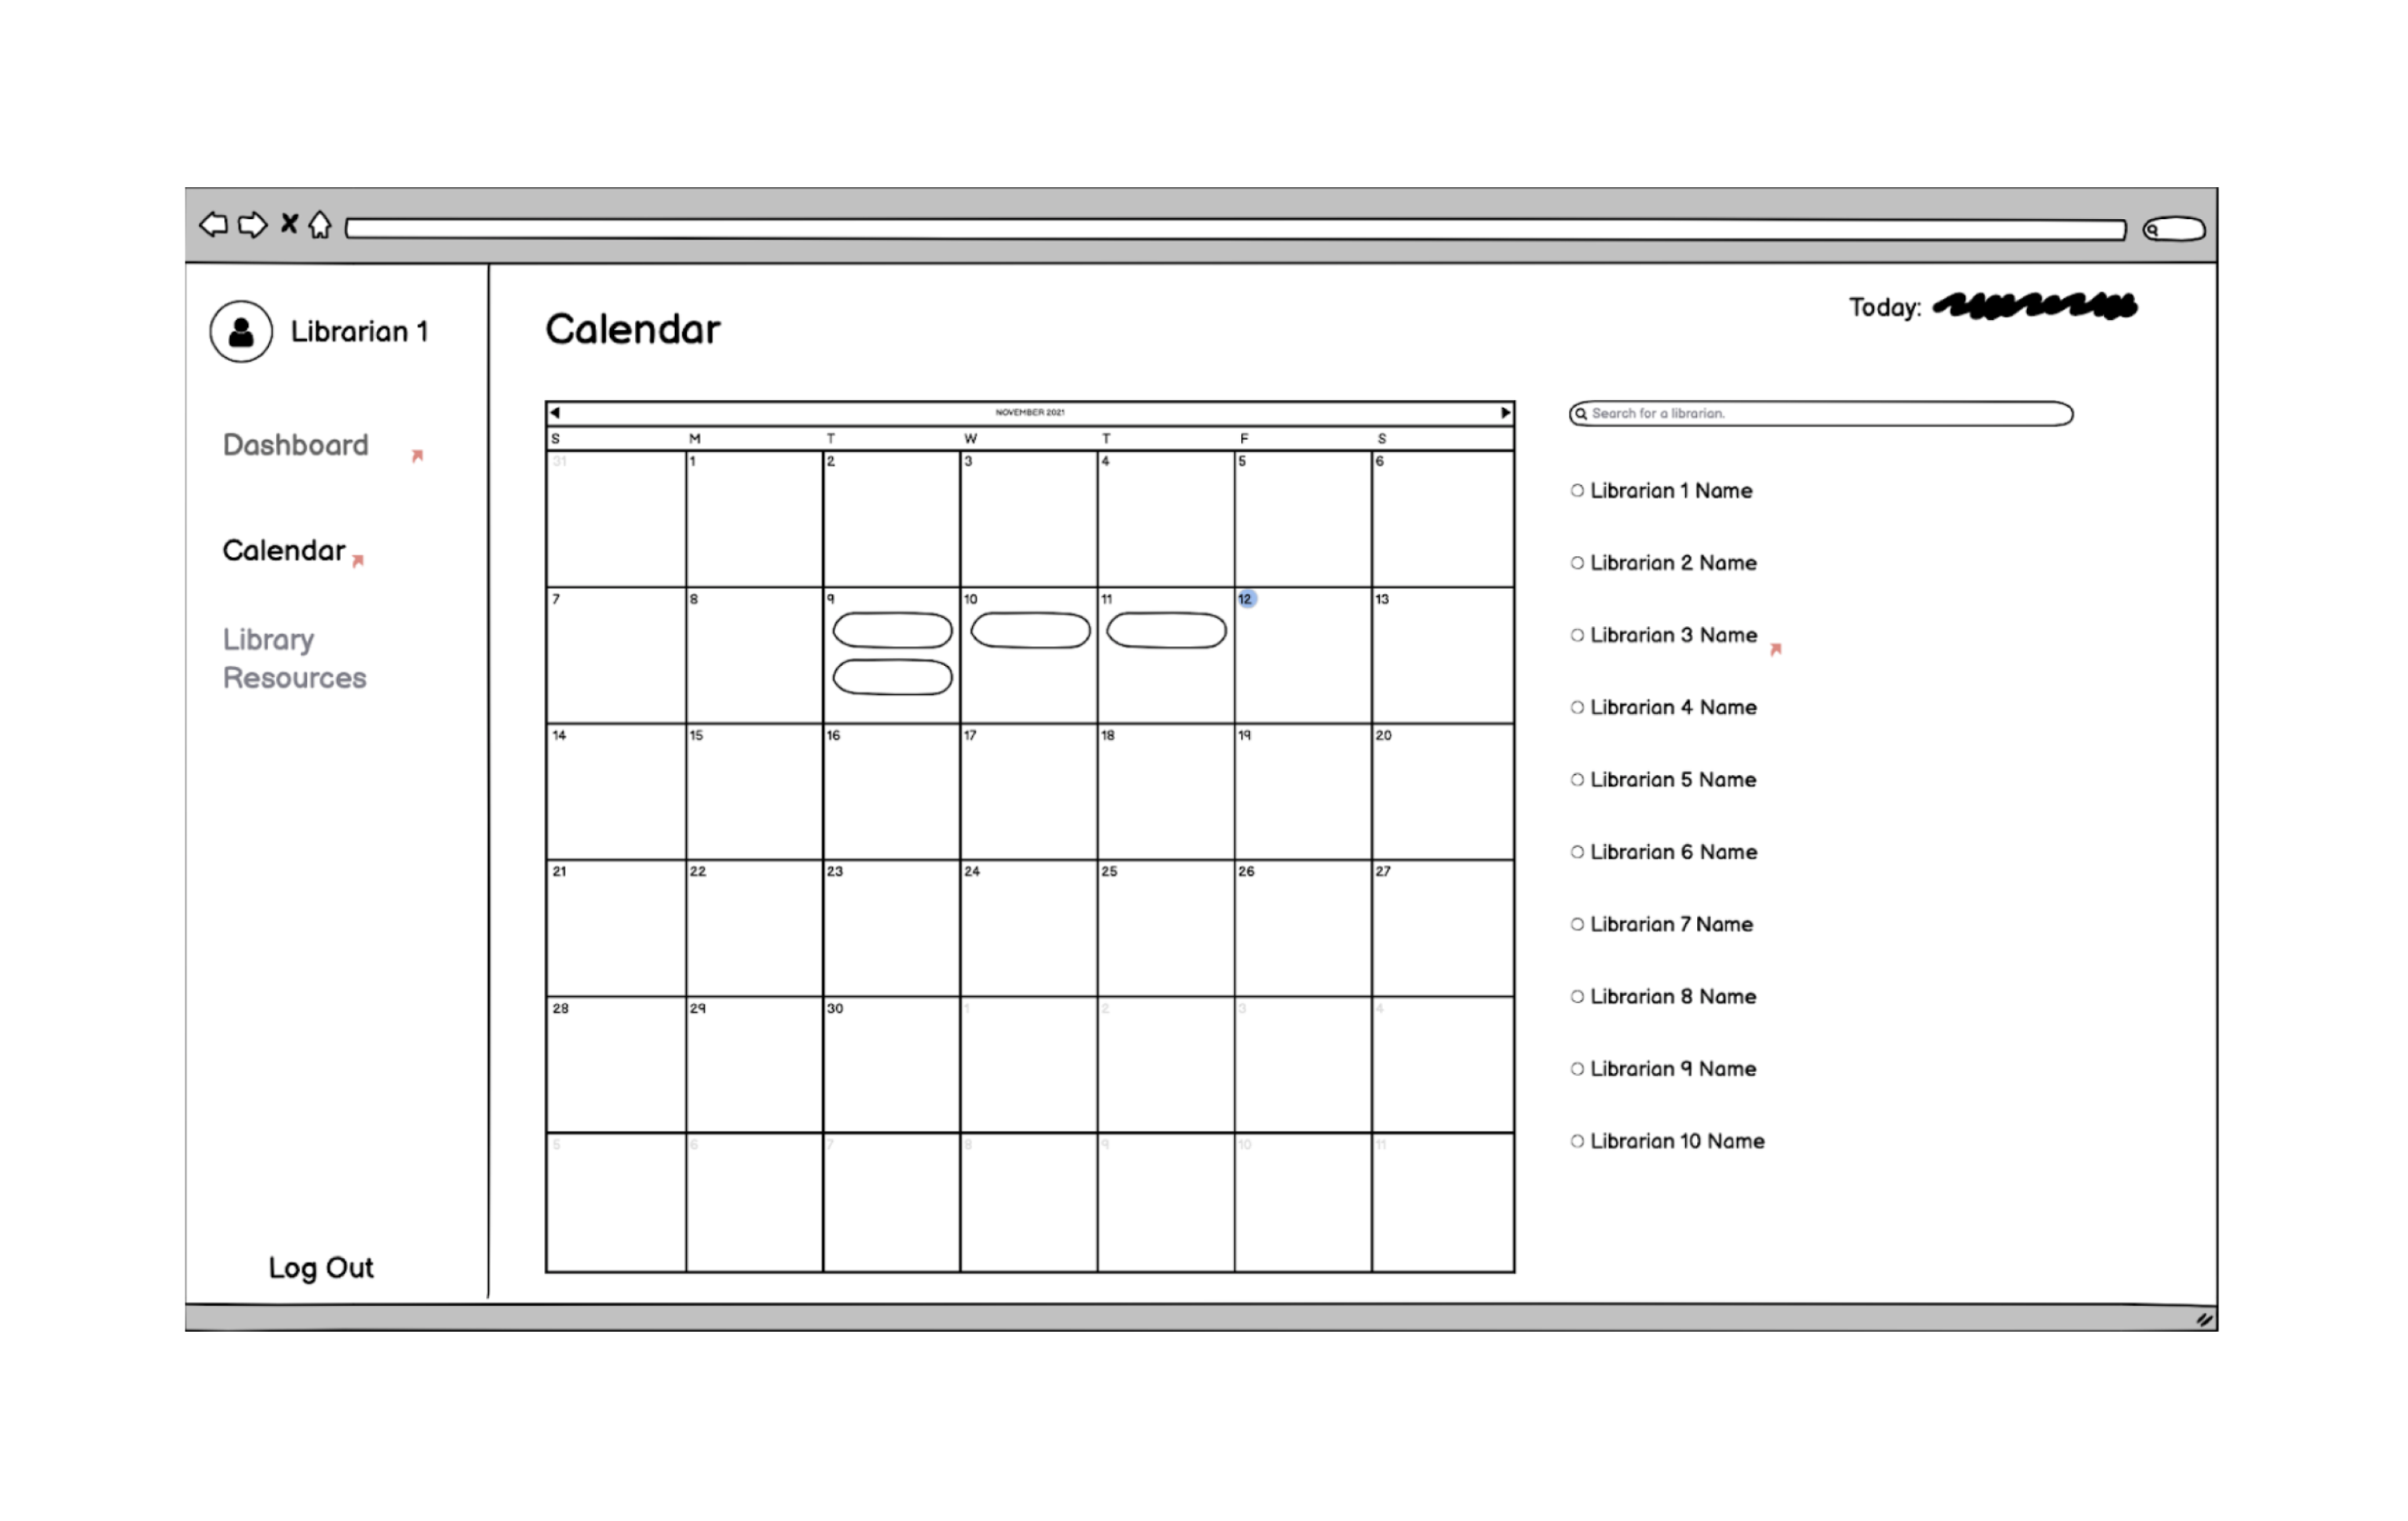 Librarian 1
Dashboard
Calendar
Library
Resources
Log Out
Calendar
Today:
NOVEMBER 2021
S M T W T F S
31 1 2 3 4 5 6
7 8 9 10 11 12 13
14 15 16 17 18 19 20
21 22 23 24 25 26 27
28 29 30 1 2 3 4
5 6 7 8 9 10 11
Search for a librarian.
Librarian 1 Name
Librarian 2 Name
Librarian 3 Name
Librarian 4 Name
Librarian 5 Name
Librarian 6 Name
Librarian 7 Name
Librarian 8 Name
Librarian 9 Name
Librarian 10 Name